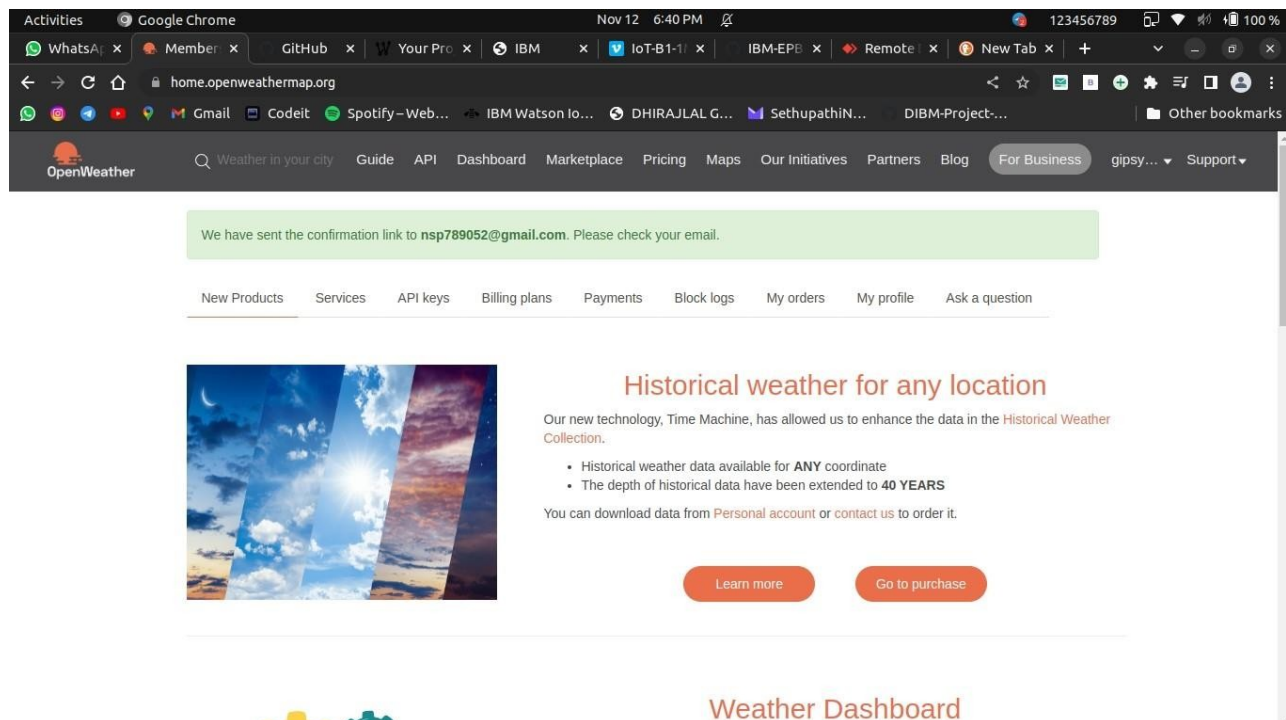 Activities Google Chrome Nov 12 6:40 PM 123456789 100 %
WhatsAp Member GitHub Your Pro IBM IoT-B1-1 IBM-EPB Remote New Tab
home.openweathermap.org
Gmail Codeit Spotify–Web... IBM Watson Io... DHIRAJLAL G... SethupathiN... DIBM-Project-... Other bookmarks
OpenWeather Weather in your city Guide API Dashboard Marketplace Pricing Maps Our Initiatives Partners Blog For Business gipsy... Support
We have sent the confirmation link to nsp789052@gmail.com. Please check your email.
New Products Services API keys Billing plans Payments Block logs My orders My profile Ask a question
Historical weather for any location
Our new technology, Time Machine, has allowed us to enhance the data in the Historical Weather
Collection.
• Historical weather data available for ANY coordinate
• The depth of historical data have been extended to 40 YEARS
You can download data from Personal account or contact us to order it.
Learn more Go to purchase
Weather Dashboard